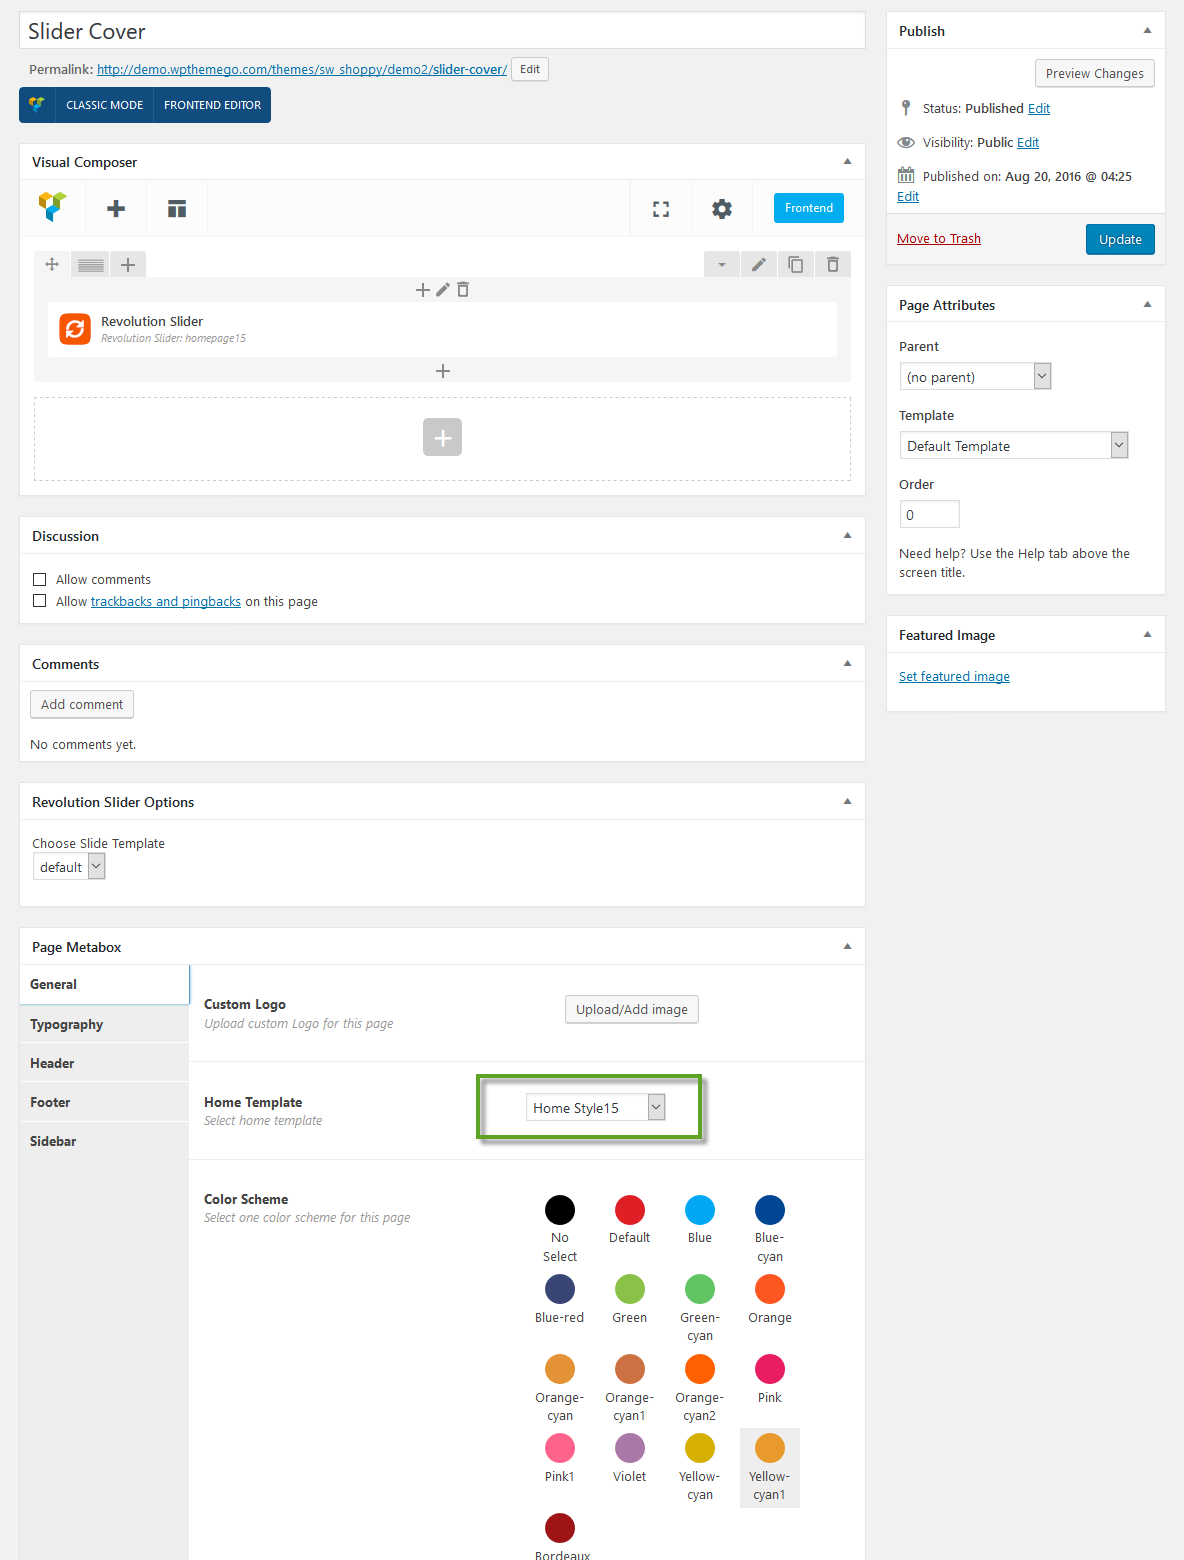 Slider Cover
Permalink: http://demo.wpthemego.com/themes/sw_shoppy/demo2/slider-cover/ Edit
CLASSIC MODE FRONTEND EDITOR
Visual Composer
Frontend
Revolution Slider
Revolution Slider: homepage15
Discussion
Allow comments
Allow trackbacks and pingbacks on this page
Comments
Add comment
No comments yet.
Revolution Slider Options
Choose Slide Template
default
Page Metabox
General
Typography
Header
Footer
Sidebar
Custom Logo
Upload custom Logo for this page
Upload/Add image
Home Template
Select home template
Home Style15
Color Scheme
Select one color scheme for this page
No Select
Default
Blue
Blue-cyan
Blue-red
Green
Green-cyan
Orange
Orange-cyan
Orange-cyan1
Orange-cyan2
Pink
Pink1
Violet
Yellow-cyan
Yellow-cyan1
Bordeaux
Publish
Preview Changes
Status: Published Edit
Visibility: Public Edit
Published on: Aug 20, 2016 @ 04:25
Edit
Move to Trash
Update
Page Attributes
Parent
(no parent)
Template
Default Template
Order
0
Need help? Use the Help tab above the
screen title.
Featured Image
Set featured image